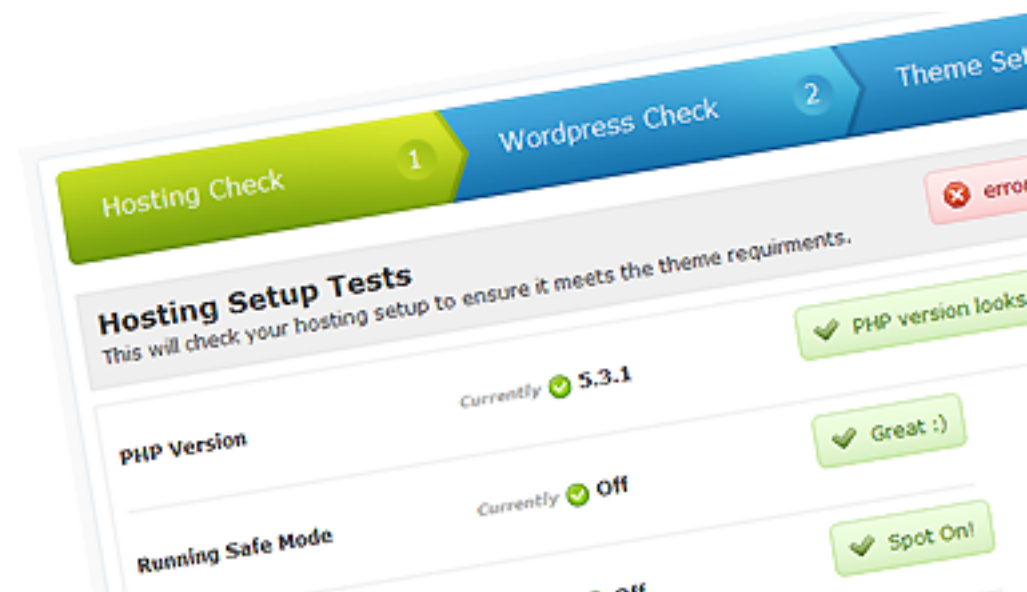 Hosting Check 1
Wordpress Check 2
Theme
Hosting Setup Tests
This will check your hosting setup to ensure it meets the theme requirments.
PHP Version Currently 5.3.1 PHP version looks
Running Safe Mode Currently Off Great :)
Off Spot On!